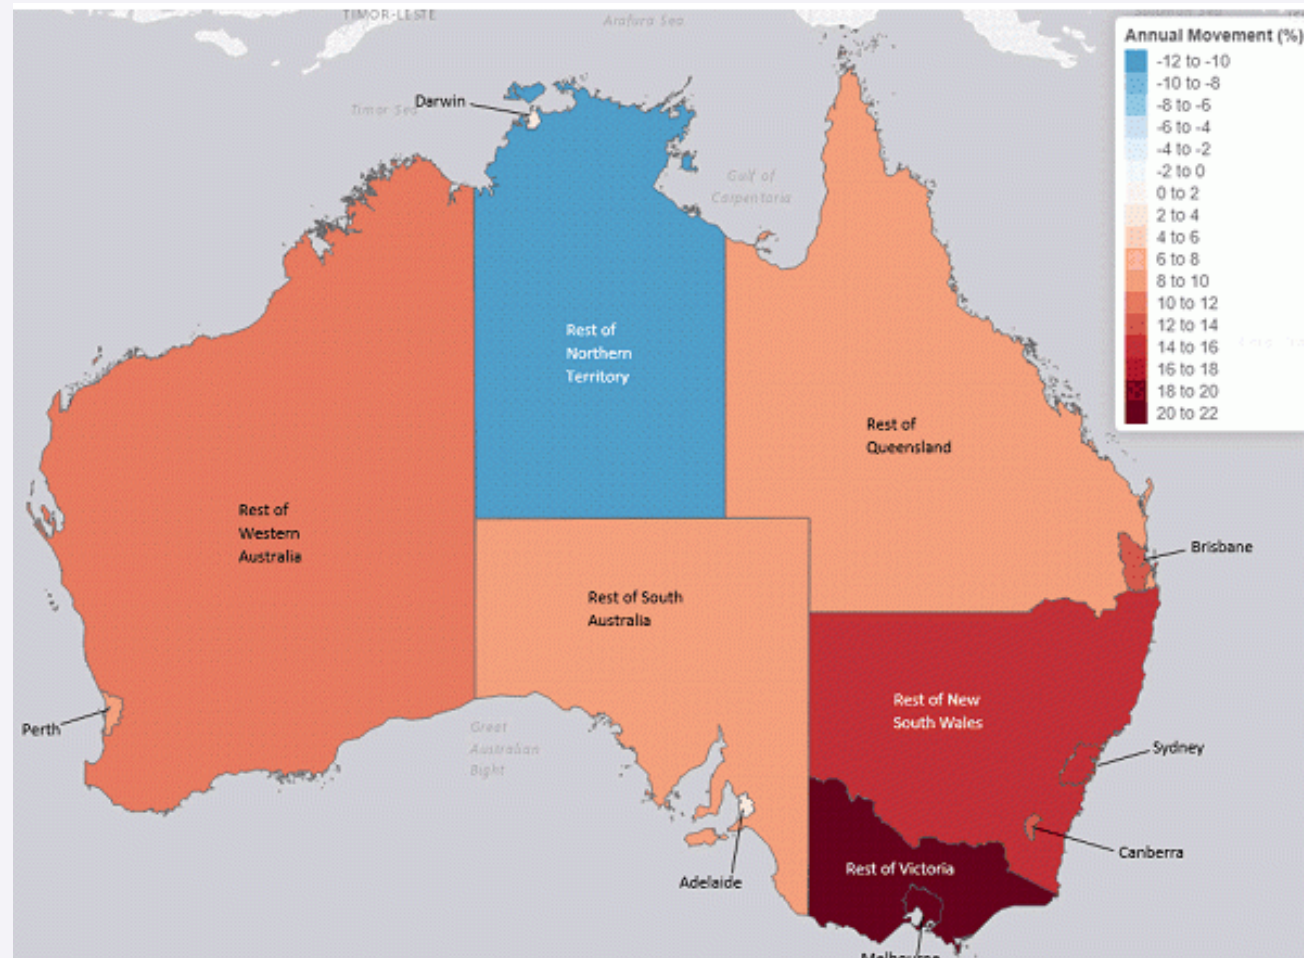 TIMOR-LESTE
Arafura Sea
Solomon Sea
Annual Movement (%)
-12 to -10
-10 to -8
-8 to -6
-6 to -4
-4 to -2
-2 to 0
0 to 2
2 to 4
4 to 6
6 to 8
8 to 10
10 to 12
12 to 14
14 to 16
16 to 18
18 to 20
20 to 22
Darwin
Timor Sea
Gulf of
Carpentaria
Rest of
Northern
Territory
Rest of
Queensland
Rest of
Western
Australia
Brisbane
Rest of South
Australia
Rest of New
South Wales
Perth
Great
Australian
Bight
Sydney
Canberra
Rest of Victoria
Adelaide
Melbourne